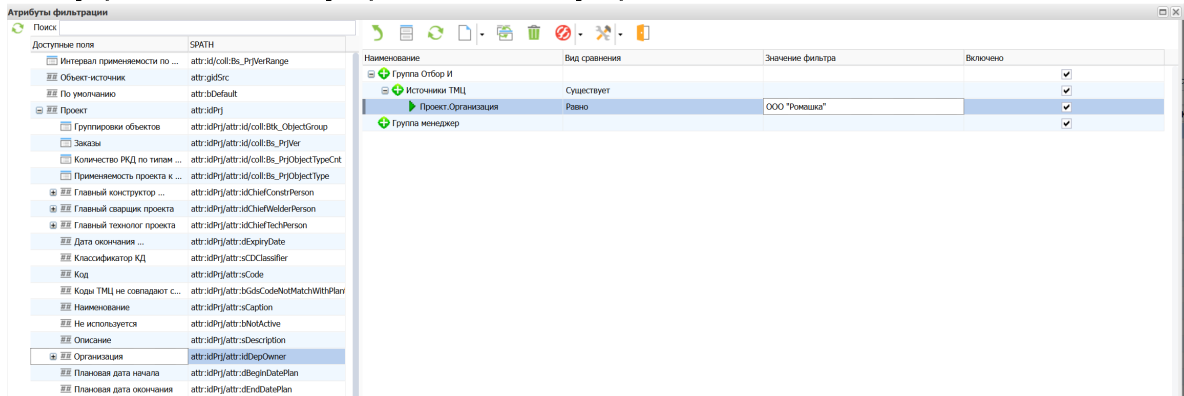 Атрибуты фильтрации
Поиск
Доступные поля SPATH
Интервал применяемости по ... attr:id/coll:Bs_PrjVerRange
Объект-источник attr:gidSrc
По умолчанию attr:bDefault
Проект attr:idPrj
Группировки объектов attr:idPrj/attr:id/coll:Btk_ObjectGroup
Заказы attr:idPrj/attr:id/coll:Bs_PrjVer
Количество РКД по типам ... attr:idPrj/attr:id/coll:Bs_PrjObjectTypeCnt
Применяемость проекта к ... attr:idPrj/attr:id/coll:Bs_PrjObjectType
Главный конструктор ... attr:idPrj/attr:idChiefConstrPerson
Главный сварщик проекта attr:idPrj/attr:idChiefWelderPerson
Главный технолог проекта attr:idPrj/attr:idChiefTechPerson
Дата окончания ... attr:idPrj/attr:dExpiryDate
Классификатор КД attr:idPrj/attr:sCDClassifier
Код attr:idPrj/attr:sCode
Коды ТМЦ не совпадают с... attr:idPrj/attr:bGdsCodeNotMatchWithPlan
Наименование attr:idPrj/attr:sCaption
Не используется attr:idPrj/attr:bNotActive
Описание attr:idPrj/attr:sDescription
Организация attr:idPrj/attr:idDepOwner
Плановая дата начала attr:idPrj/attr:dBeginDatePlan
Плановая дата окончания attr:idPrj/attr:dEndDatePlan
Наименование Вид сравнения Значение фильтра Включено
Группа Отбор И
Источники ТМЦ Существует
Проект.Организация Равно ООО "Ромашка"
Группа менеджер